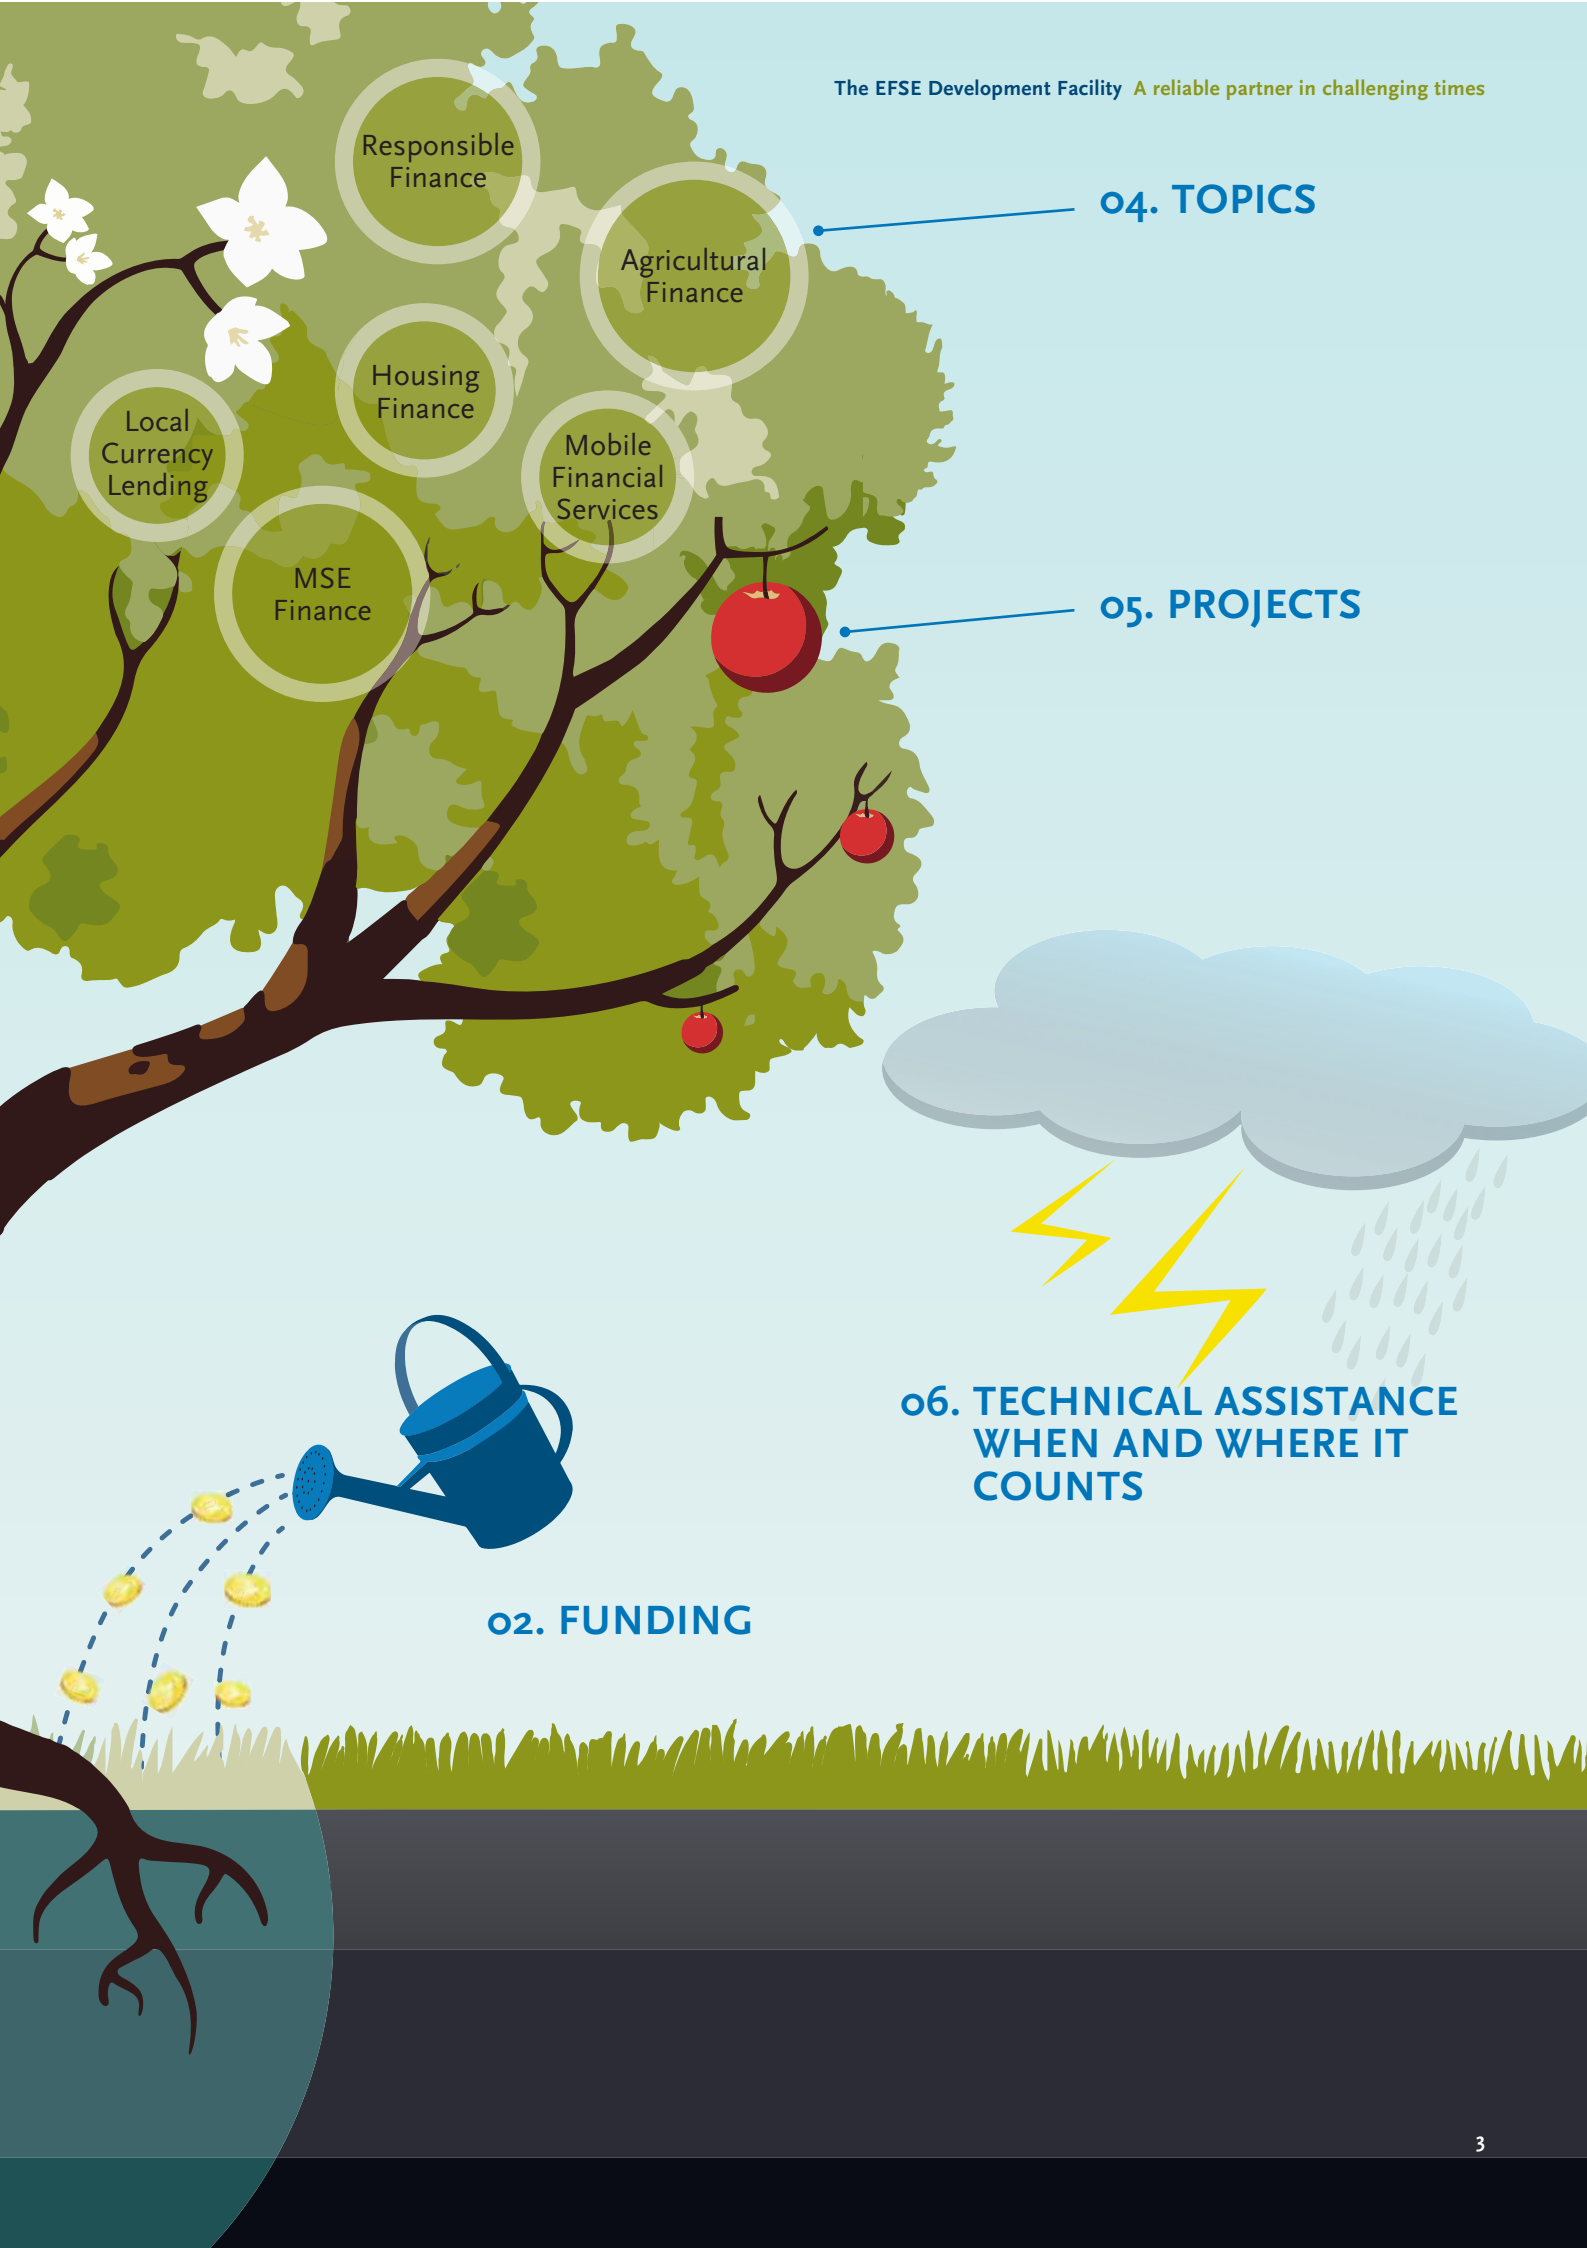 The EFSE Development Facility A reliable partner in challenging times
Responsible
Finance
04. TOPICS
Agricultural
Finance
Housing
Finance
Local
Currency
Lending
Mobile
Financial
Services
MSE
Finance
05. PROJECTS
06. TECHNICAL ASSISTANCE
WHEN AND WHERE IT
COUNTS
02. FUNDING
3